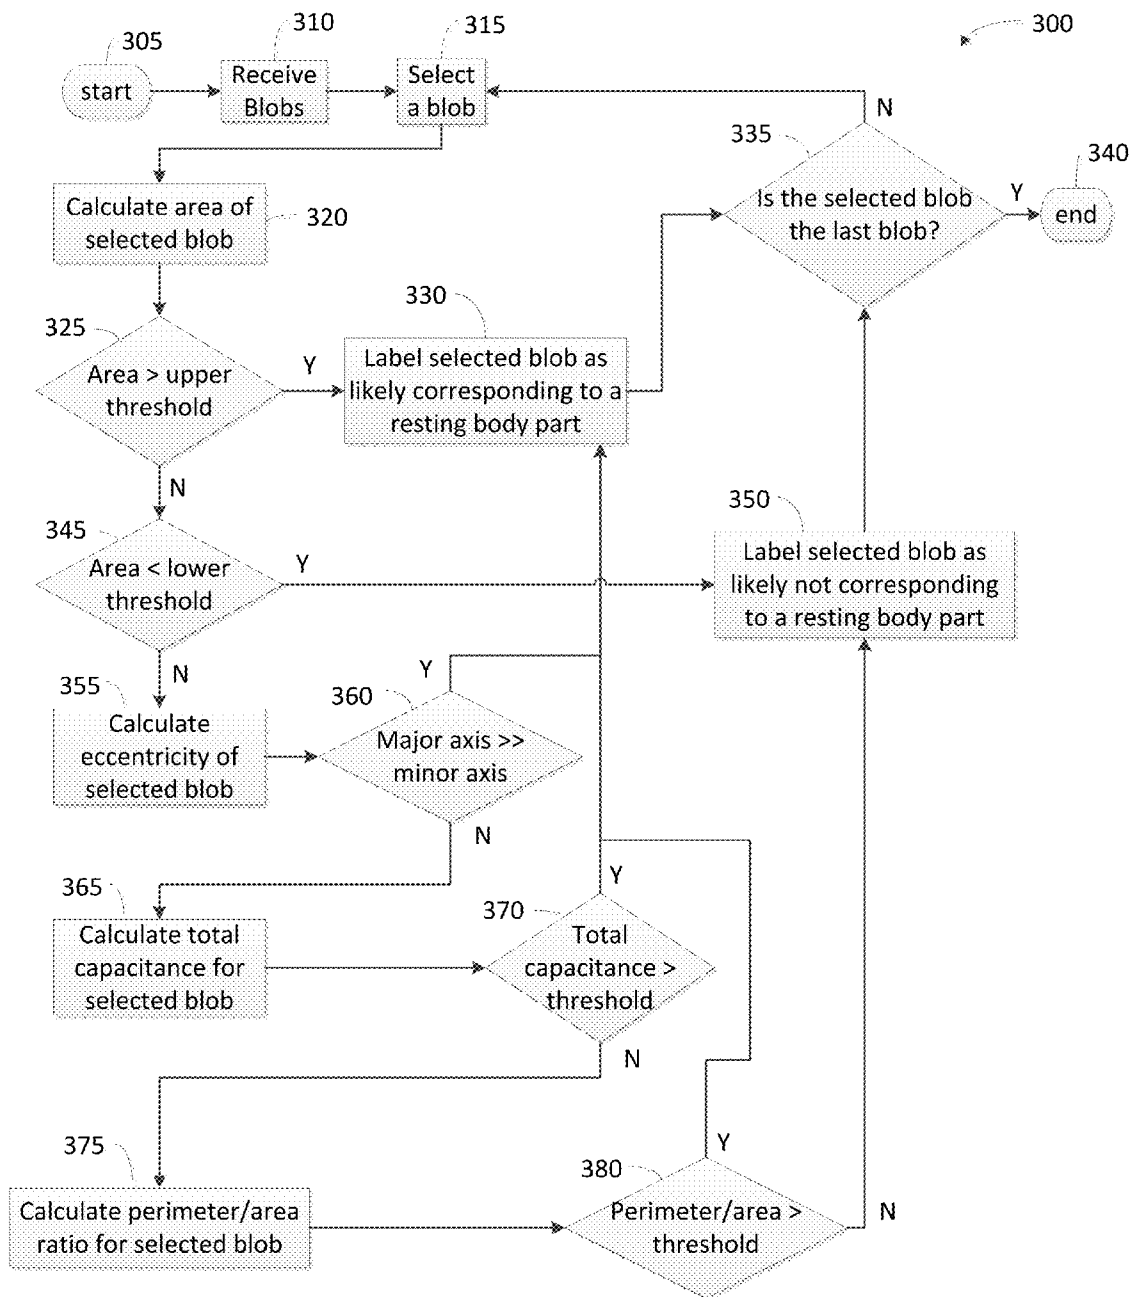 300
305
start
310
Receive
Blobs
315
Select
a blob
N
335
Is the selected blob
the last blob?
Y
340
end
Calculate area of
selected blob
320
325
Area > upper
threshold
Y
330
Label selected blob as
likely corresponding to a
resting body part
N
345
Area < lower
threshold
Y
350
Label selected blob as
likely not corresponding
to a resting body part
N
355
Calculate
eccentricity of
selected blob
Y
360
Major axis >>
minor axis
N
365
Calculate total
capacitance for
selected blob
Y
370
Total
capacitance >
threshold
N
375
Calculate perimeter/area
ratio for selected blob
Y
380
Perimeter/area >
threshold
N